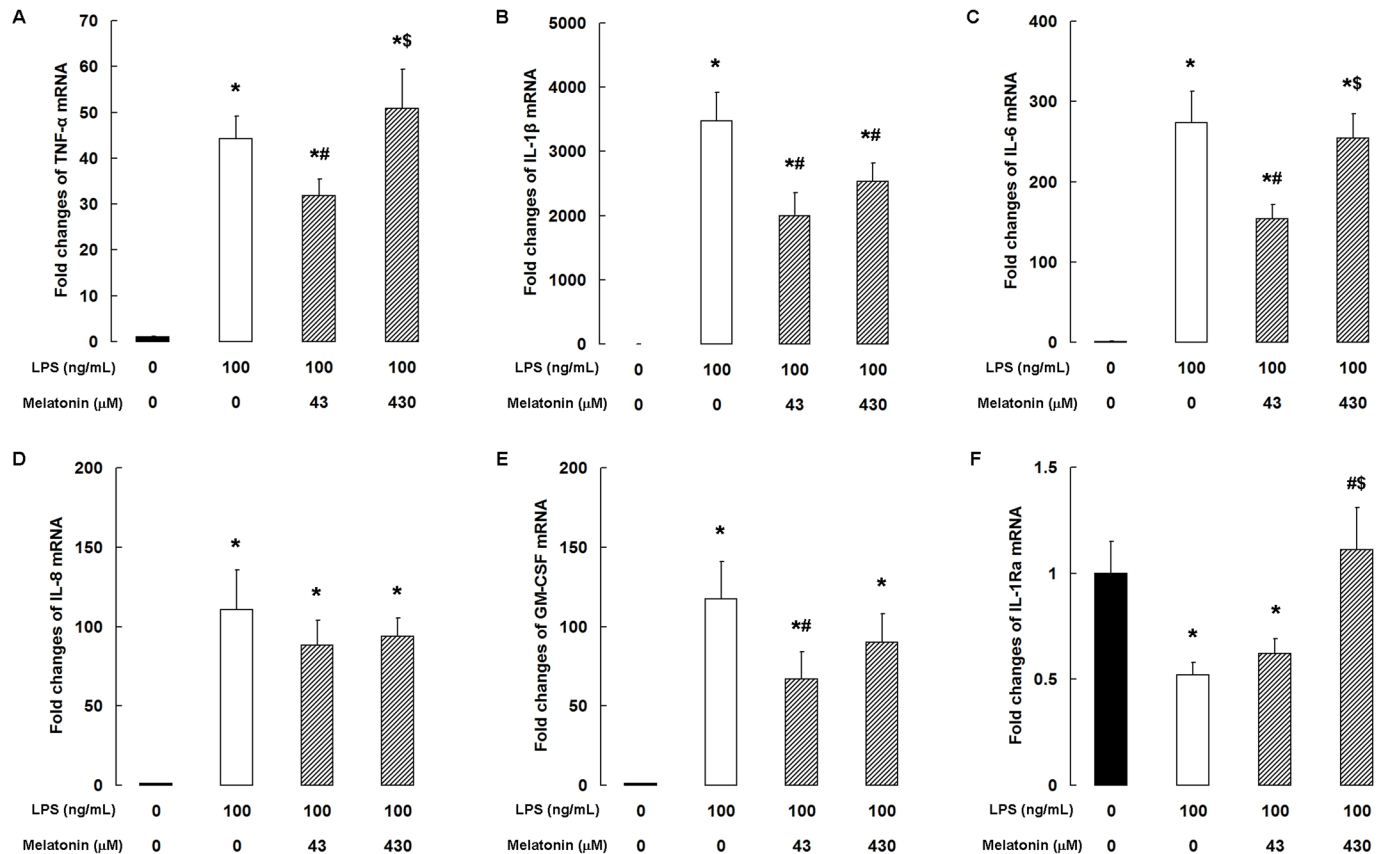 A
Fold changes of TNF-α mRNA
70
60
50
40
30
20
10
0
*
*#
*$
LPS (ng/mL) 0 100 100 100
Melatonin (μM) 0 0 43 430
B
Fold changes of IL-1β mRNA
5000
4000
3000
2000
1000
0
*
*#
*#
0 100 100 100
Melatonin (μM) 0 0 43 430
C
Fold changes of IL-6 mRNA
400
300
200
100
0
*
*#
*$
LPS (ng/mL) 0 100 100 100
Melatonin (μM) 0 0 43 430
D
Fold changes of IL-8 mRNA
200
150
100
50
0
*
*
*
LPS (ng/mL) 0 100 100 100
Melatonin (μM) 0 0 43 430
E
Fold changes of GM-CSF mRNA
200
150
100
50
0
*
*#
*
LPS (ng/mL) 0 100 100 100
Melatonin (μM) 0 0 43 430
F
Fold changes of IL-1Ra mRNA
1.5
1
0.5
0
*
*
#$
LPS (ng/mL) 0 100 100 100
Melatonin (μM) 0 0 43 430